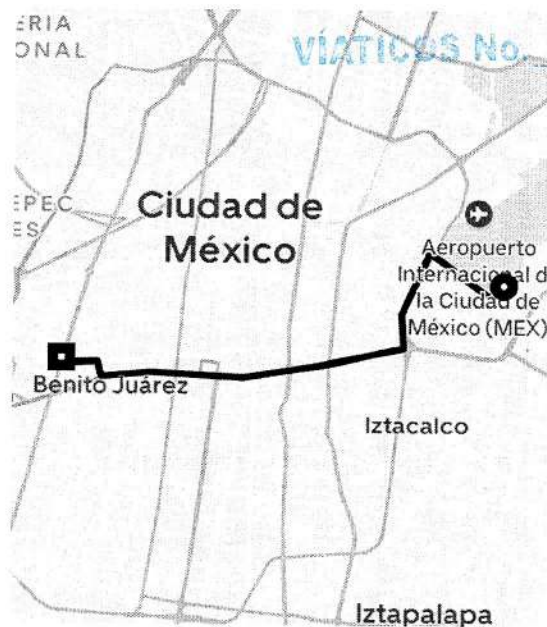 ERIA
ONAL
VÍATICOS No.
EPEC
ES
Ciudad de
México
Aeropuerto
Internacional d
la Ciudad de
México (MEX)
Benito Juárez
Iztacalco
Iztapalapa